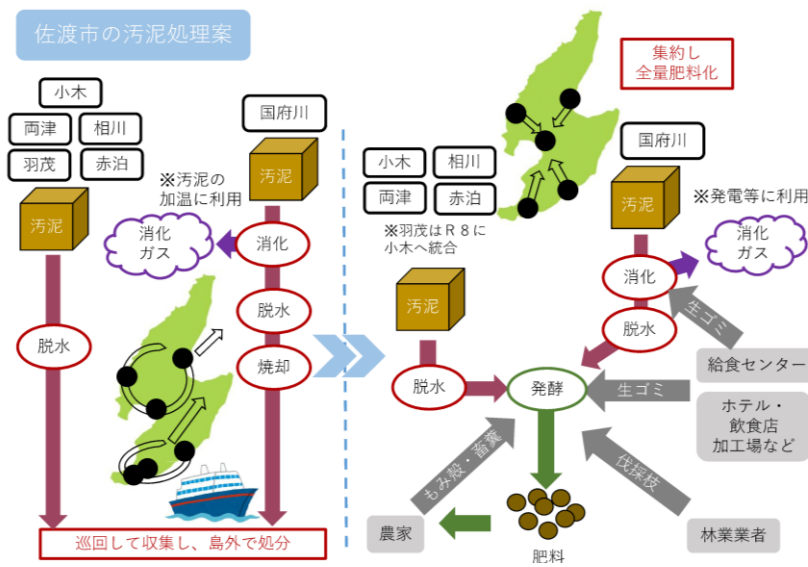 佐渡市の汚泥処理案
小木
両津
相川
羽茂
赤泊
汚泥
脱水
国府川
汚泥
※汚泥の
加温に利用
消化
ガス
消化
脱水
焼却
巡回して収集し、島外で処分
集約し
全量肥料化
小木
相川
両津
赤泊
※羽茂はR8に
小木へ統合
汚泥
脱水
国府川
汚泥
※発電等に利用
消化
ガス
消化
脱水
生ゴミ
給食センター
発酵
生ゴミ
ホテル・
飲食店
加工場など
もみ殻・畜糞
伐採枝
農家
肥料
林業業者